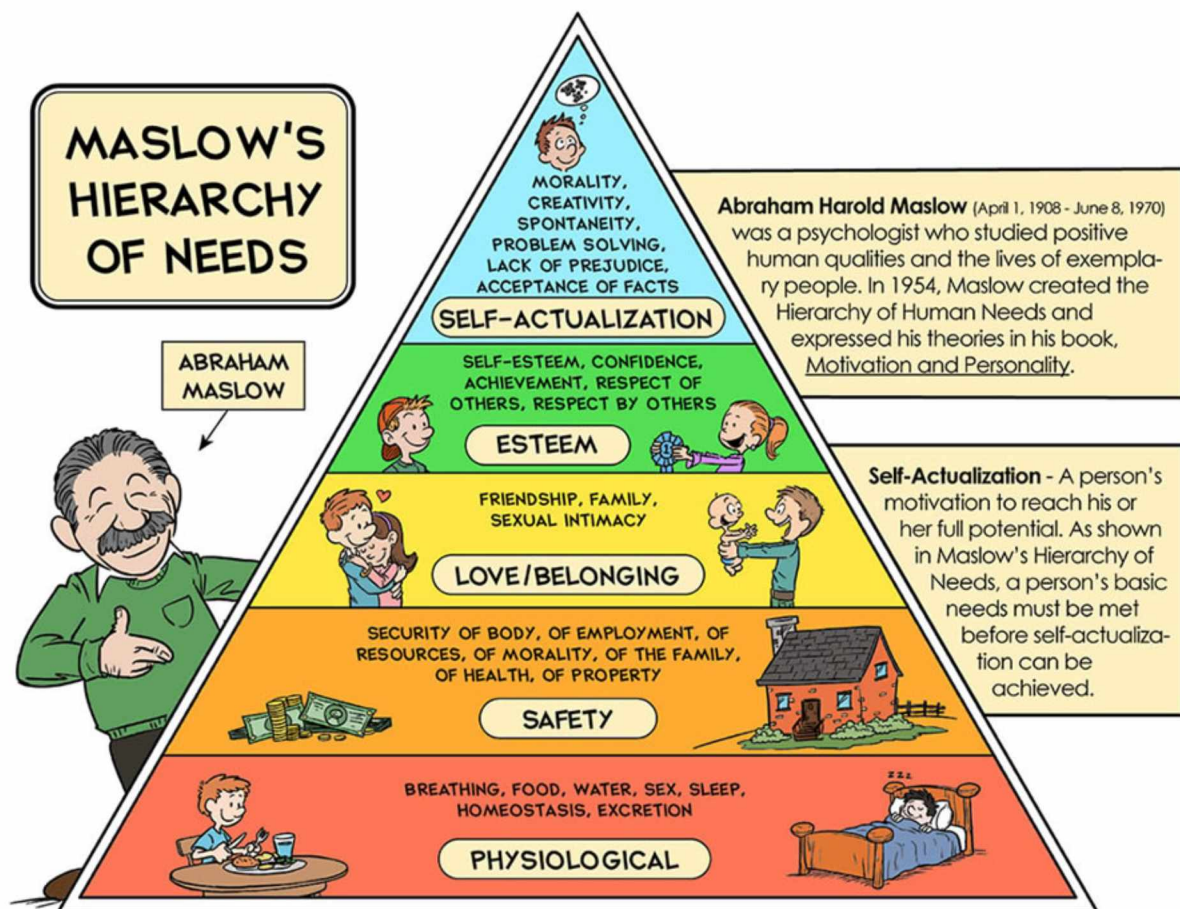 MASLOW'S
HIERARCHY
OF NEEDS
ABRAHAM
MASLOW
MORALITY,
CREATIVITY,
SPONTANEITY,
PROBLEM SOLVING,
LACK OF PREJUDICE,
ACCEPTANCE OF FACTS
SELF-ACTUALIZATION
SELF-ESTEEM, CONFIDENCE,
ACHIEVEMENT, RESPECT OF
OTHERS, RESPECT BY OTHERS
ESTEEM
1
FRIENDSHIP, FAMILY,
SEXUAL INTIMACY
LOVE/BELONGING
SECURITY OF BODY, OF EMPLOYMENT, OF
RESOURCES, OF MORALITY, OF THE FAMILY,
OF HEALTH, OF PROPERTY
SAFETY
BREATHING, FOOD, WATER, SEX, SLEEP,
HOMEOSTASIS, EXCRETION
PHYSIOLOGICAL
ZZZ
Abraham Harold Maslow (April 1, 1908 - June 8, 1970)
was a psychologist who studied positive
human qualities and the lives of exempla-
ry people. In 1954, Maslow created the
Hierarchy of Human Needs and
expressed his theories in his book,
Motivation and Personality.
Self-Actualization - A person's
motivation to reach his or
her full potential. As shown
in Maslow's Hierarchy of
Needs, a person's basic
needs must be met
before self-actualiza-
tion can be
achieved.